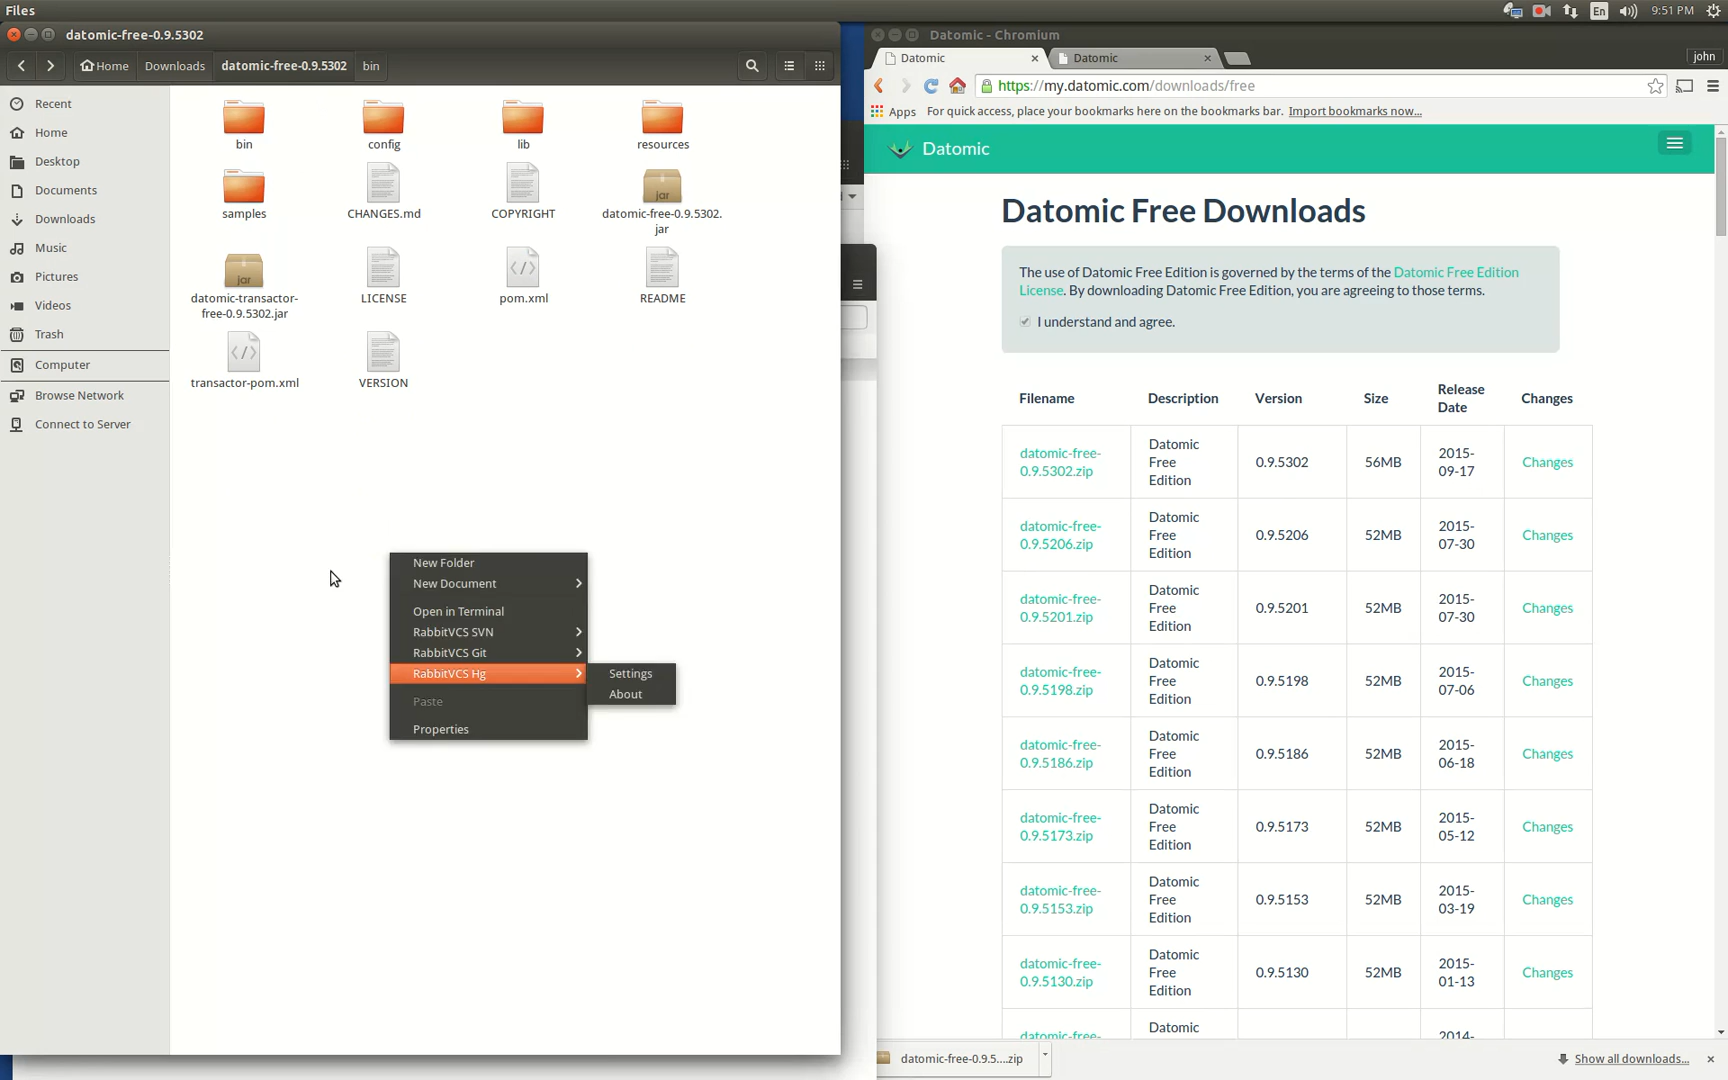 Files
En
9:51 PM
datomic-free-0.9.5302
Home
Downloads
datomic-free-0.9.5302
bin
Recent
Home
Desktop
Documents
Downloads
Music
Pictures
Videos
Trash
Computer
Browse Network
Connect to Server
bin
config
lib
resources
samples
CHANGES.md
COPYRIGHT
jar
datomic-free-0.9.5302.
jar
jar
datomic-transactor-
free-0.9.5302.jar
LICENSE
pom.xml
README
transactor-pom.xml
VERSION
New Folder
New Document
Open in Terminal
RabbitVCS SVN
RabbitVCS Git
RabbitVCS Hg
Paste
Properties
Settings
About
Datomic - Chromium
Datomic
Datomic
john
https://my.datomic.com/downloads/free
Apps
For quick access, place your bookmarks here on the bookmarks bar.
Import bookmarks now...
Datomic
Datomic Free Downloads
The use of Datomic Free Edition is governed by the terms of the Datomic Free Edition
License. By downloading Datomic Free Edition, you are agreeing to those terms.
I understand and agree.
Filename
Description
Version
Size
Release
Date
Changes
datomic-free-
0.9.5302.zip
Datomic
Free
Edition
0.9.5302
56MB
2015-
09-17
Changes
datomic-free-
0.9.5206.zip
Datomic
Free
Edition
0.9.5206
52MB
2015-
07-30
Changes
datomic-free-
0.9.5201.zip
Datomic
Free
Edition
0.9.5201
52MB
2015-
07-30
Changes
datomic-free-
0.9.5198.zip
Datomic
Free
Edition
0.9.5198
52MB
2015-
07-06
Changes
datomic-free-
0.9.5186.zip
Datomic
Free
Edition
0.9.5186
52MB
2015-
06-18
Changes
datomic-free-
0.9.5173.zip
Datomic
Free
Edition
0.9.5173
52MB
2015-
05-12
Changes
datomic-free-
0.9.5153.zip
Datomic
Free
Edition
0.9.5153
52MB
2015-
03-19
Changes
datomic-free-
0.9.5130.zip
Datomic
Free
Edition
0.9.5130
52MB
2015-
01-13
Changes
datomic-free-
Datomic
2014-
datomic-free-0.9.5....zip
Show all downloads...